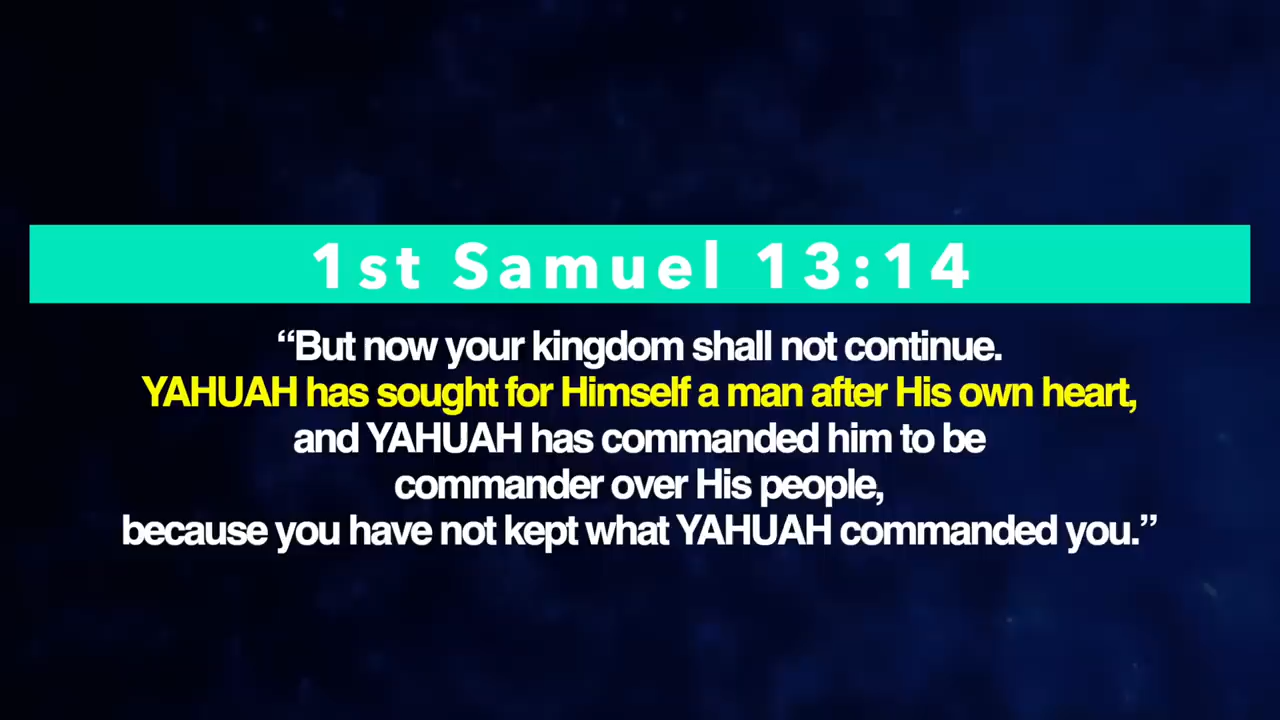 1st Samuel 13:14
“But now your kingdom shall not continue.
YAHUAH has sought for Himself a man after His own heart,
and YAHUAH has commanded him to be
commander over His people,
because you have not kept what YAHUAH commanded you.”